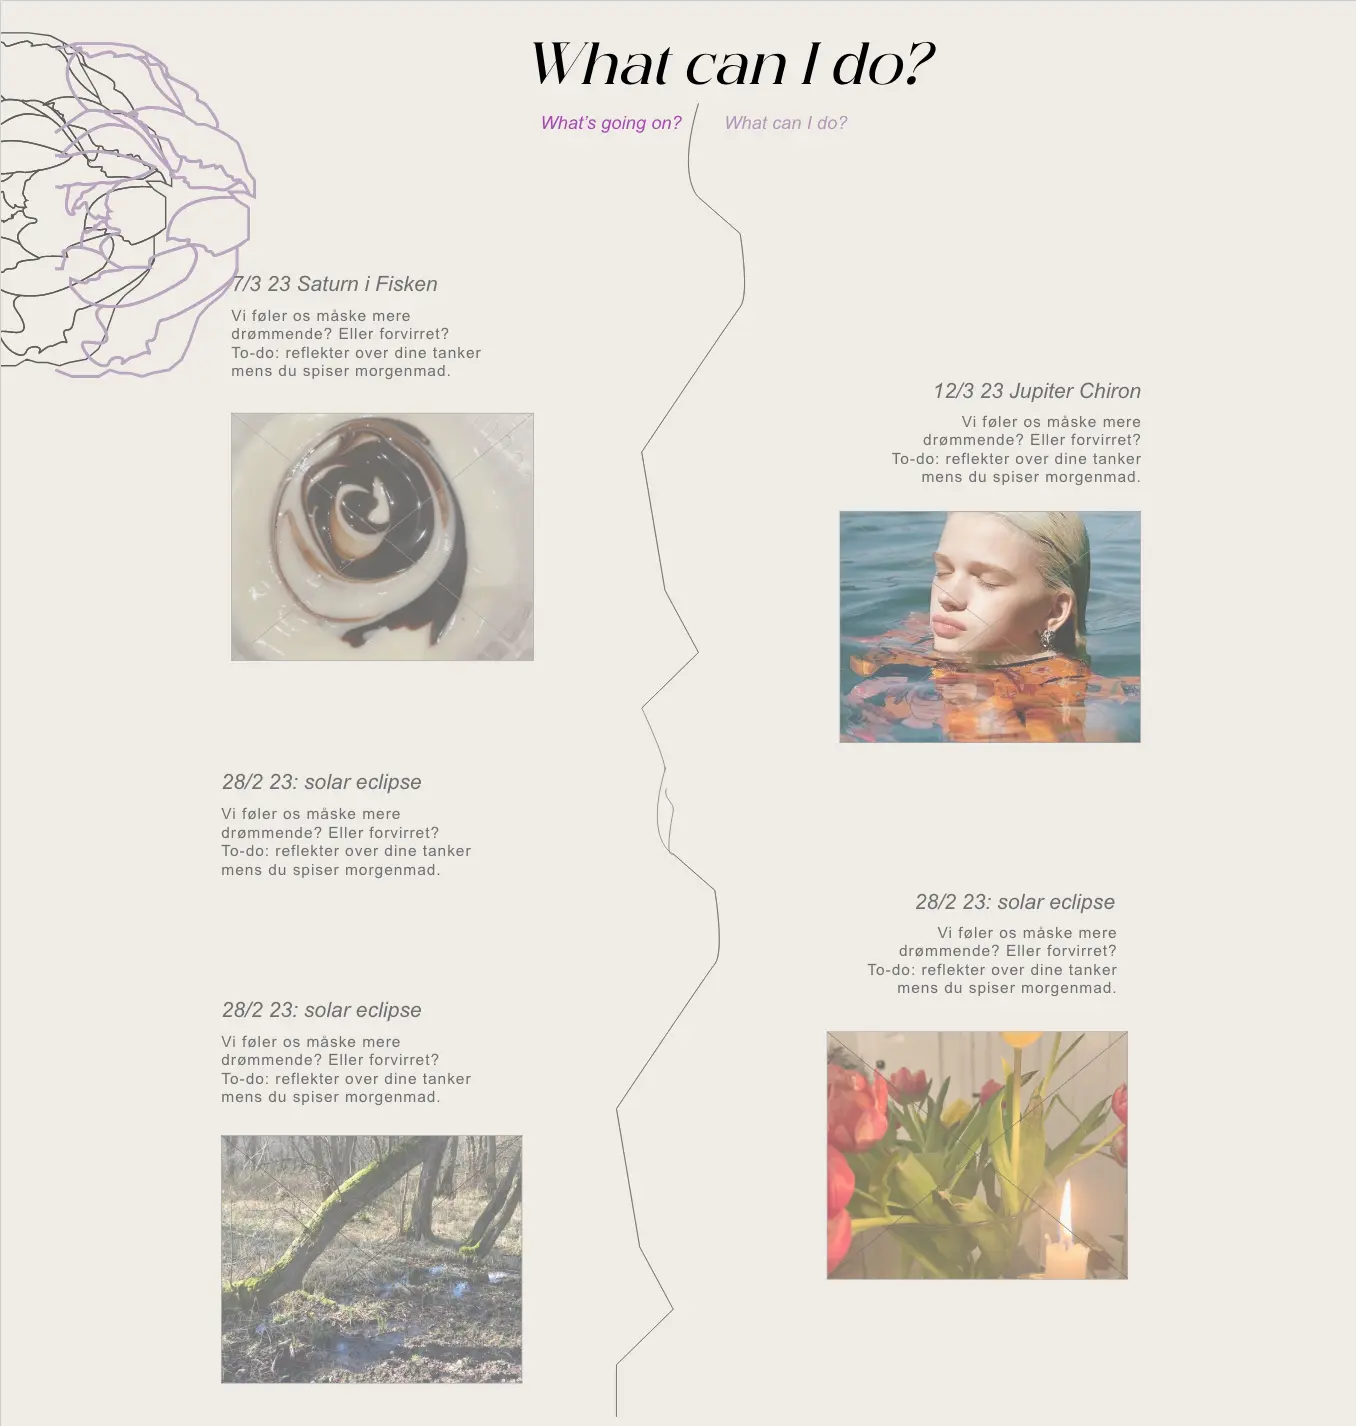 What can I do?
What's going on?
What can I do?
7/3 23 Saturn i Fisken
Vi føler os måske mere
drømmende? Eller forvirret?
To-do: reflekter over dine tanker
mens du spiser morgenmad.
12/3 23 Jupiter Chiron
Vi føler os måske mere
drømmende? Eller forvirret?
To-do: reflekter over dine tanker
mens du spiser morgenmad.
28/2 23: solar eclipse
Vi føler os måske mere
drømmende? Eller forvirret?
To-do: reflekter over dine tanker
mens du spiser morgenmad.
28/2 23: solar eclipse
Vi føler os måske mere
drømmende? Eller forvirret?
To-do: reflekter over dine tanker
mens du spiser morgenmad.
28/2 23: solar eclipse
Vi føler os måske mere
drømmende? Eller forvirret?
To-do: reflekter over dine tanker
mens du spiser morgenmad.